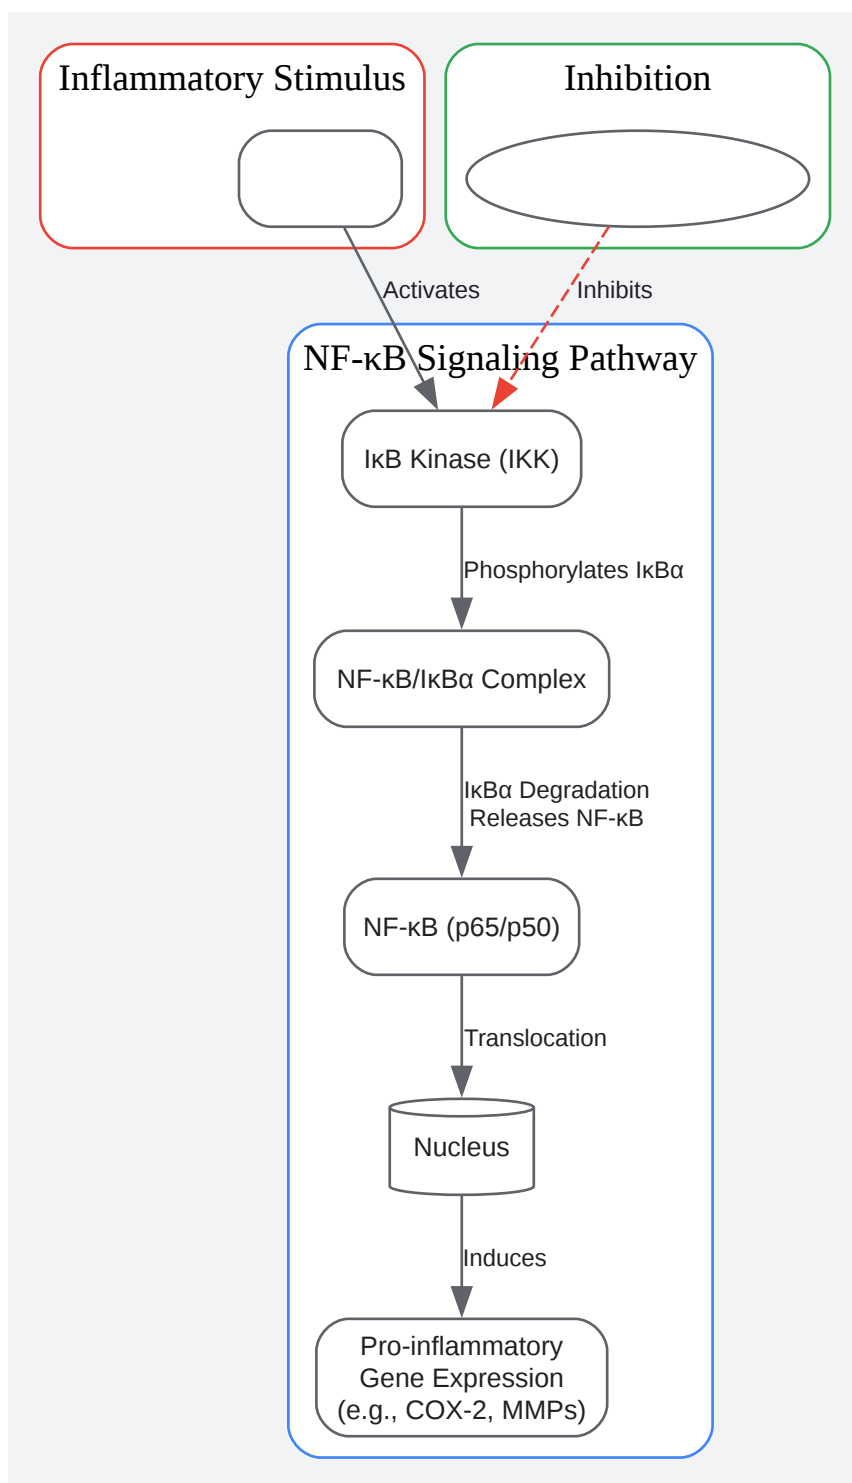 Inflammatory Stimulus
Inhibition
Activates
Inhibits
NF-κB Signaling Pathway
IκB Kinase (IKK)
Phosphorylates IκBα
NF-κB/IκBα Complex
IκBα Degradation
Releases NF-κB
NF-κB (p65/p50)
Translocation
Nucleus
Induces
Pro-inflammatory
Gene Expression
(e.g., COX-2, MMPs)